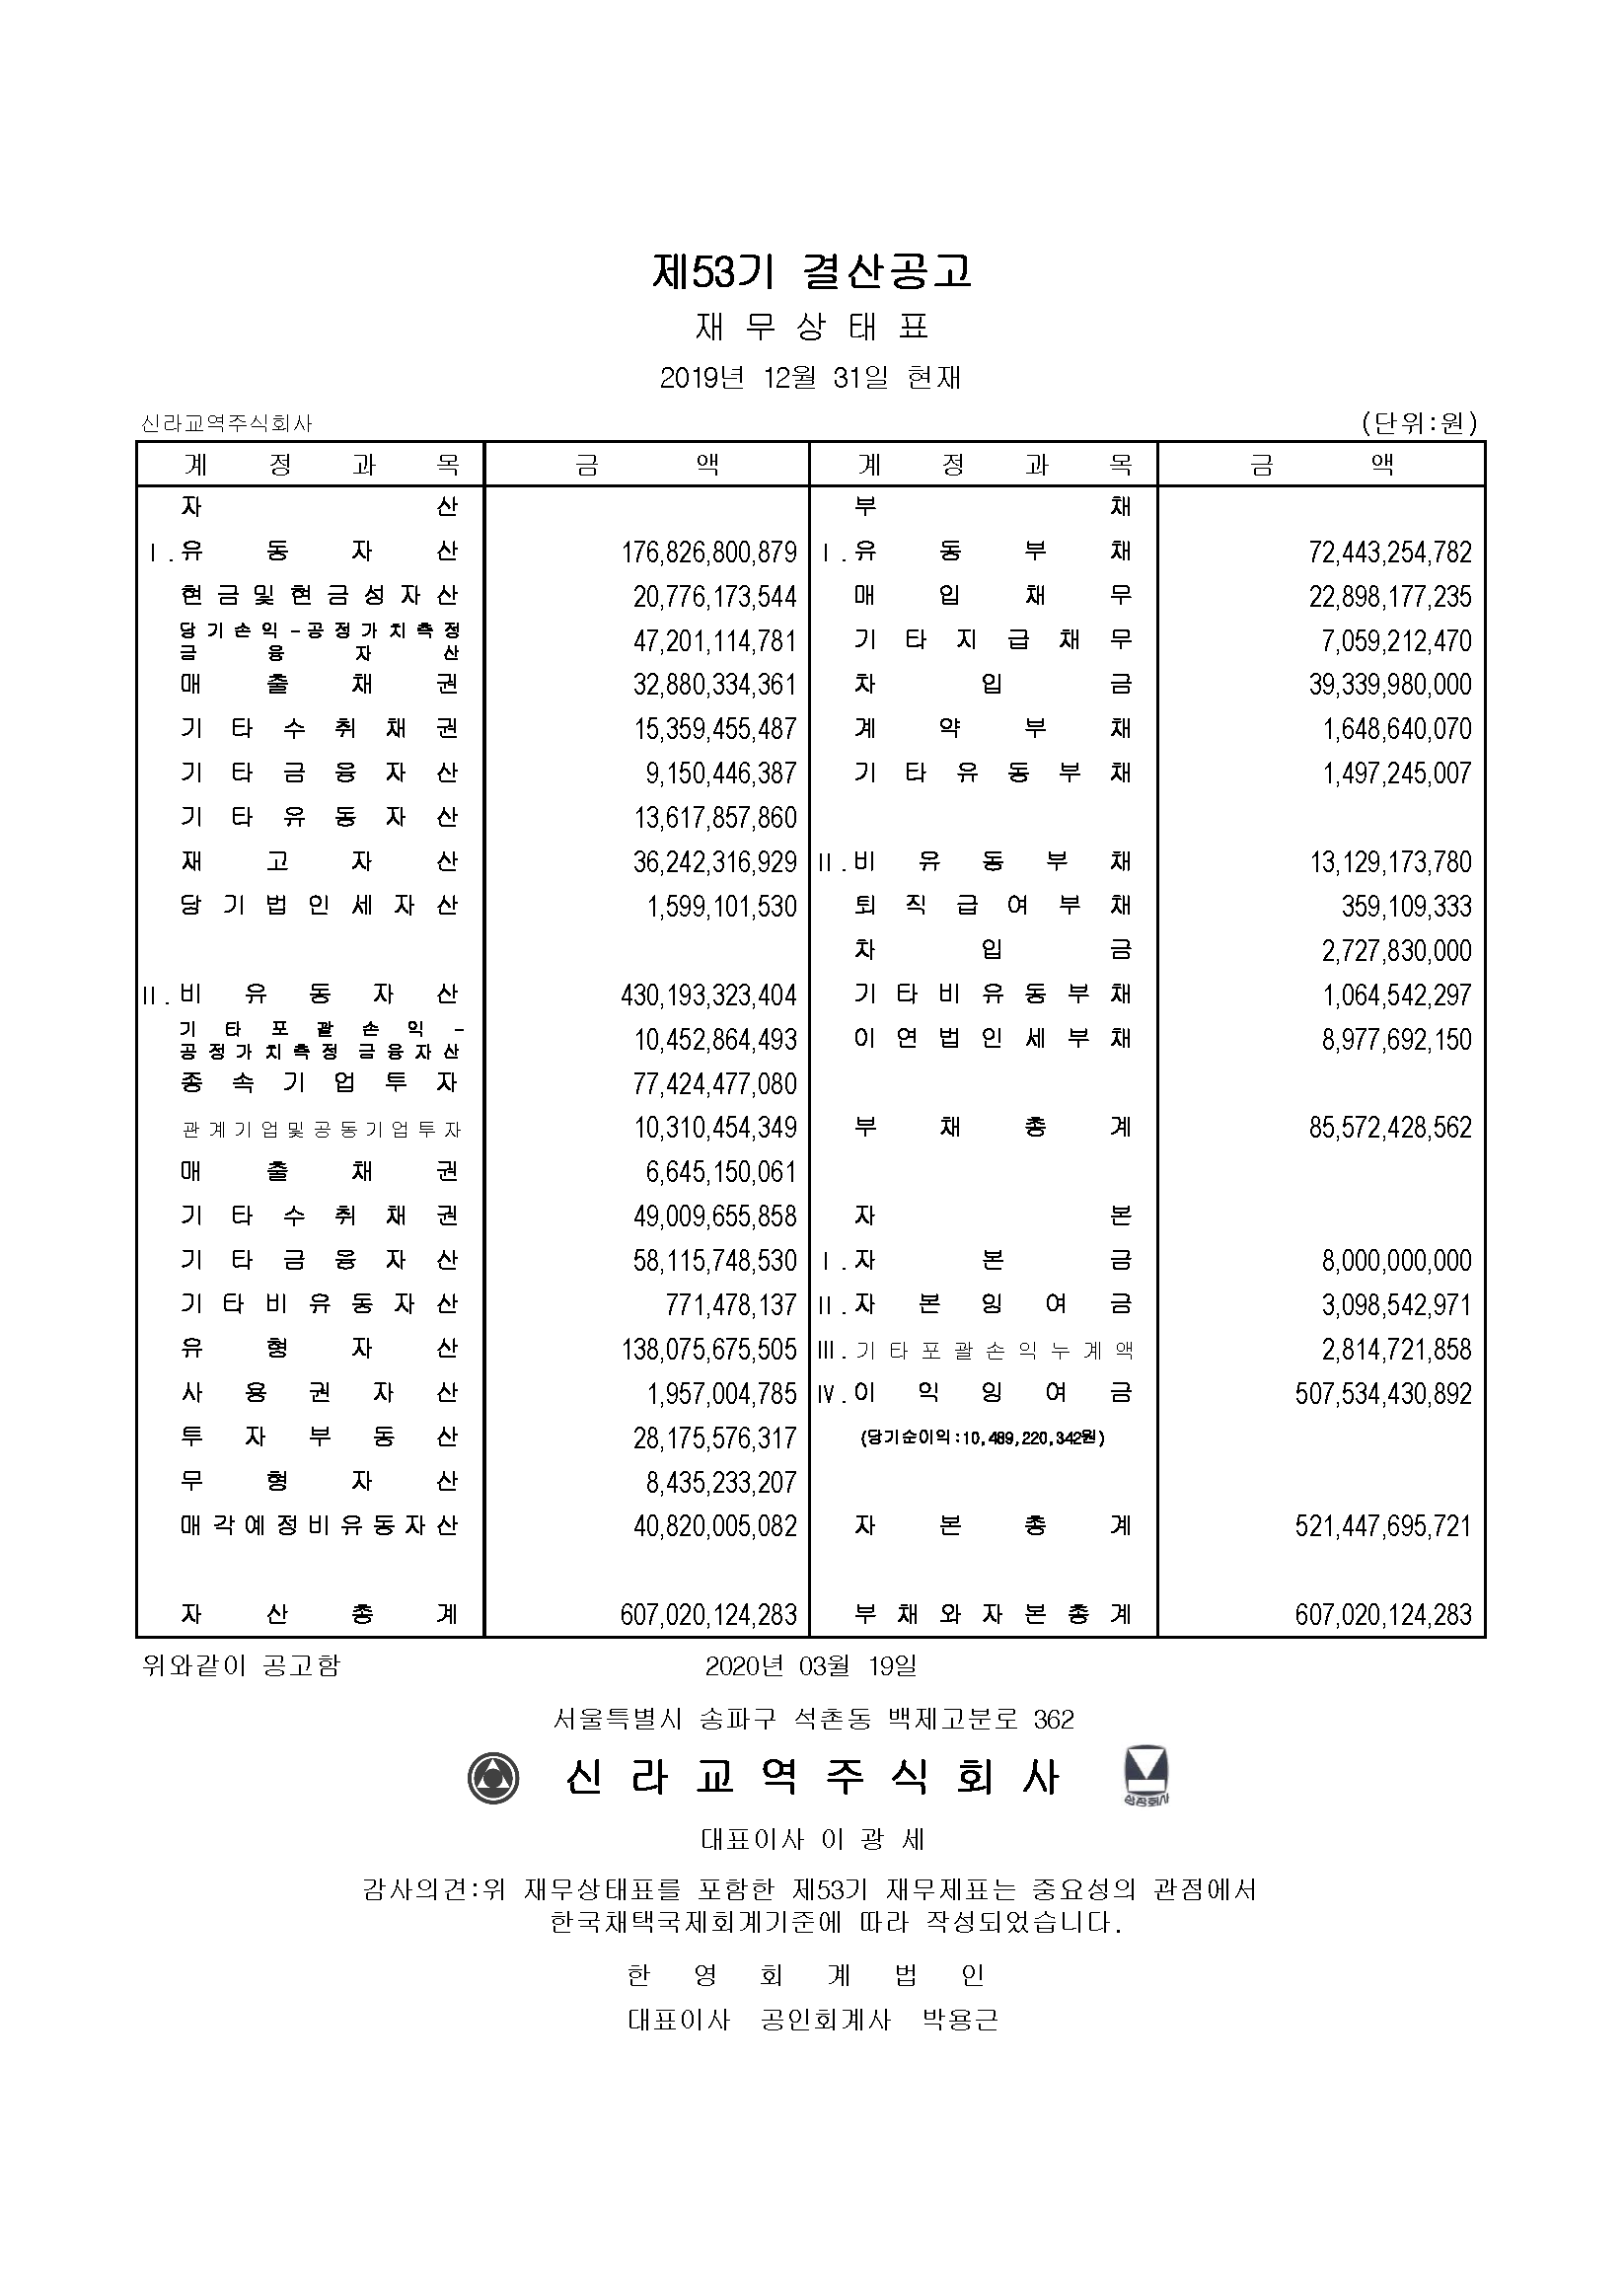 제53기 결산공고
재 무 상 태 표
2019년 12월 31일 현재
신라교역주식회사 (단위:원)
계 정 과 목 금 액 계 정 과 목 금 액
자 산 부 채
Ⅰ.유 동 자 산 176,826,800,879 Ⅰ.유 동 부 채 72,443,254,782
현금및현금성자산 20,776,173,544 매 입 채 무 22,898,177,235
당기손익-공정가치측정
금 융 자 산 47,201,114,781 기 타 지 급 채 무 7,059,212,470
매 출 채 권 32,880,334,361 차 입 금 39,339,980,000
기 타 수 취 채 권 15,359,455,487 계 약 부 채 1,648,640,070
기 타 금 융 자 산 9,150,446,387 기 타 유 동 부 채 1,497,245,007
기 타 유 동 자 산 13,617,857,860
재 고 자 산 36,242,316,929 Ⅱ.비 유 동 부 채 13,129,173,780
당 기 법 인 세 자 산 1,599,101,530 퇴 직 급 여 부 채 359,109,333
차 입 금 2,727,830,000
Ⅱ.비 유 동 자 산 430,193,323,404 기 타 비 유 동 부 채 1,064,542,297
기 타 포 괄 손 익 -
공정가치측정 금융자산 10,452,864,493 이 연 법 인 세 부 채 8,977,692,150
종 속 기 업 투 자 77,424,477,080
관계기업및공동기업투자 10,310,454,349 부 채 총 계 85,572,428,562
매 출 채 권 6,645,150,061
기 타 수 취 채 권 49,009,655,858 자 본
기 타 금 융 자 산 58,115,748,530 Ⅰ.자 본 금 8,000,000,000
기 타 비 유 동 자 산 771,478,137 Ⅱ.자 본 잉 여 금 3,098,542,971
유 형 자 산 138,075,675,505 Ⅲ.기타포괄손익누계액 2,814,721,858
사 용 권 자 산 1,957,004,785 Ⅳ.이 익 잉 여 금 507,534,430,892
투 자 부 동 산 28,175,576,317 (당기순이익:10,489,220,342원)
무 형 자 산 8,435,233,207
매각예정비유동자산 40,820,005,082 자 본 총 계 521,447,695,721
자 산 총 계 607,020,124,283 부 채 와 자 본 총 계 607,020,124,283
위와같이 공고함 2020년 03월 19일
서울특별시 송파구 석촌동 백제고분로 362
신 라 교 역 주 식 회 사
상장회사
대표이사 이 광 세
감사의견:위 재무상태표를 포함한 제53기 재무제표는 중요성의 관점에서
한국채택국제회계기준에 따라 작성되었습니다.
한 영 회 계 법 인
대표이사 공인회계사 박용근